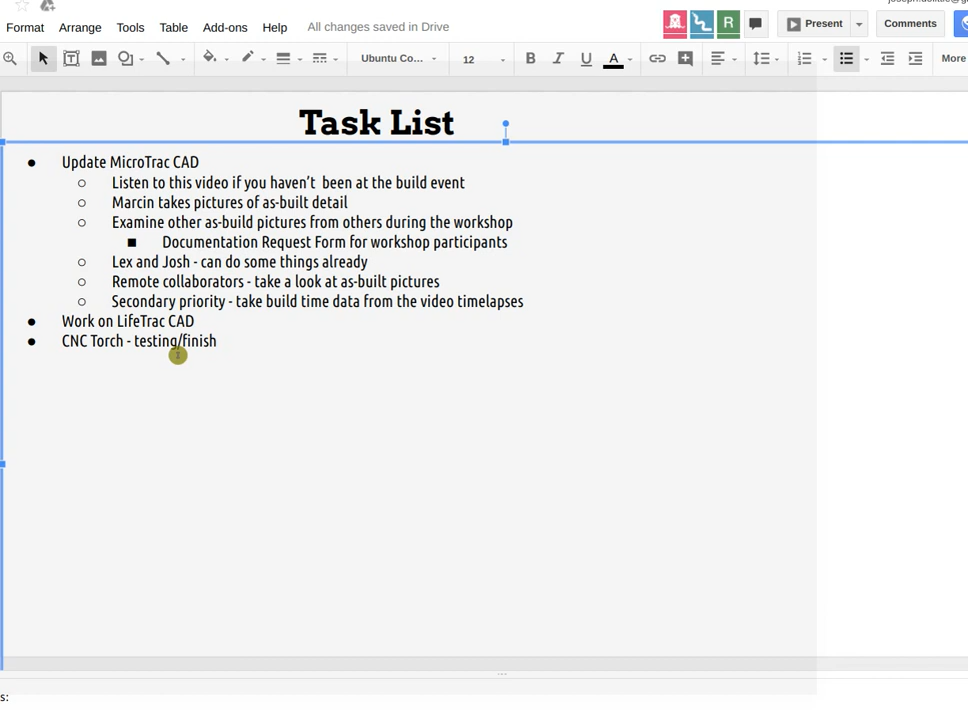 Format Arrange Tools Table Add-ons Help All changes saved in Drive R Present Comments
Ubuntu Co... 12 B I U A More
Task List
● Update MicroTrac CAD
○ Listen to this video if you haven't been at the build event
○ Marcin takes pictures of as-built detail
○ Examine other as-build pictures from others during the workshop
■ Documentation Request Form for workshop participants
○ Lex and Josh - can do some things already
○ Remote collaborators - take a look at as-built pictures
○ Secondary priority - take build time data from the video timelapses
● Work on LifeTrac CAD
● CNC Torch - testing/finish
s: